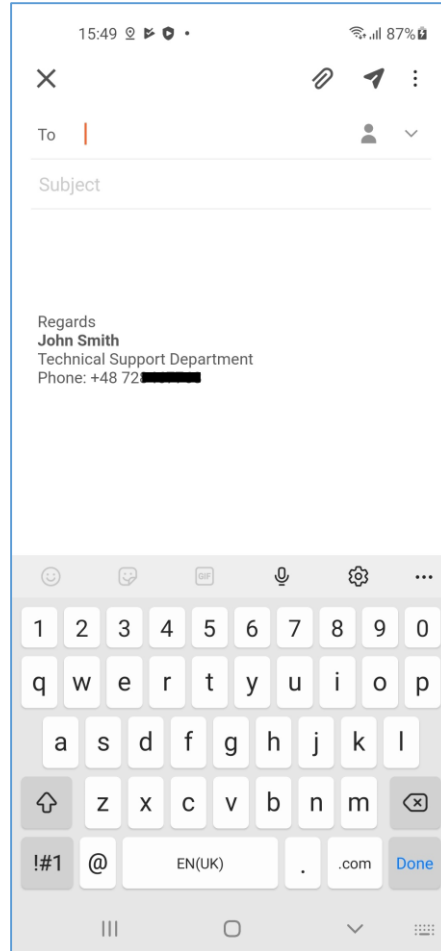 15:49 87%
To
Subject
Regards
John Smith
Technical Support Department
Phone: +48 72
GIF
1 2 3 4 5 6 7 8 9 0
q w e r t y u i o p
a s d f g h j k l
z x c v b n m
!#1 @ EN(UK) . .com Done